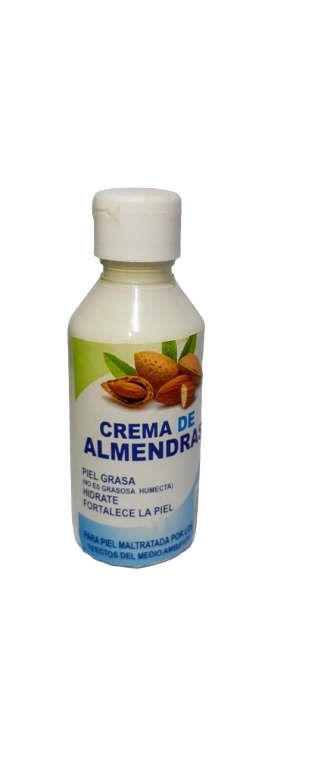 CREMA DE
ALMENDRAS
PIEL GRASA
(NO ES GRASOSA HUMECTA)
HIDRATE
FORTALECE LA PIEL
PARA PIEL MALTRATADA POR LOS
EFECTOS DEL MEDIO